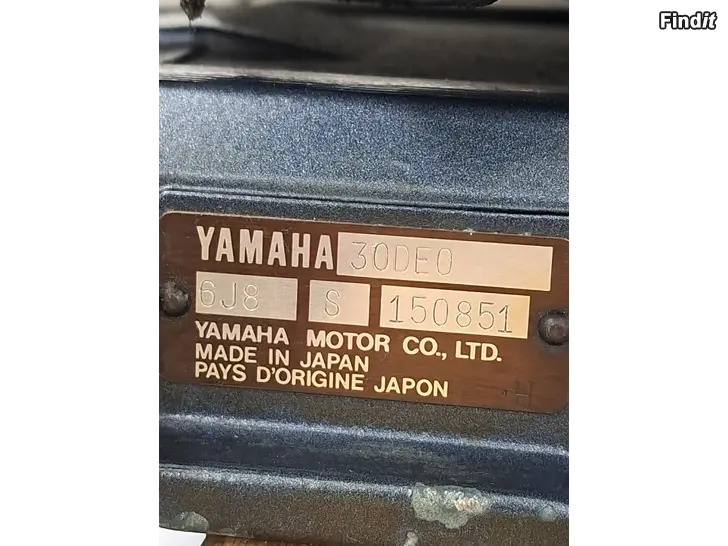 Findit
YAMAHA 30DEO
6J8 S 150851
YAMAHA MOTOR CO., LTD.
MADE IN JAPAN
PAYS D'ORIGINE JAPON H